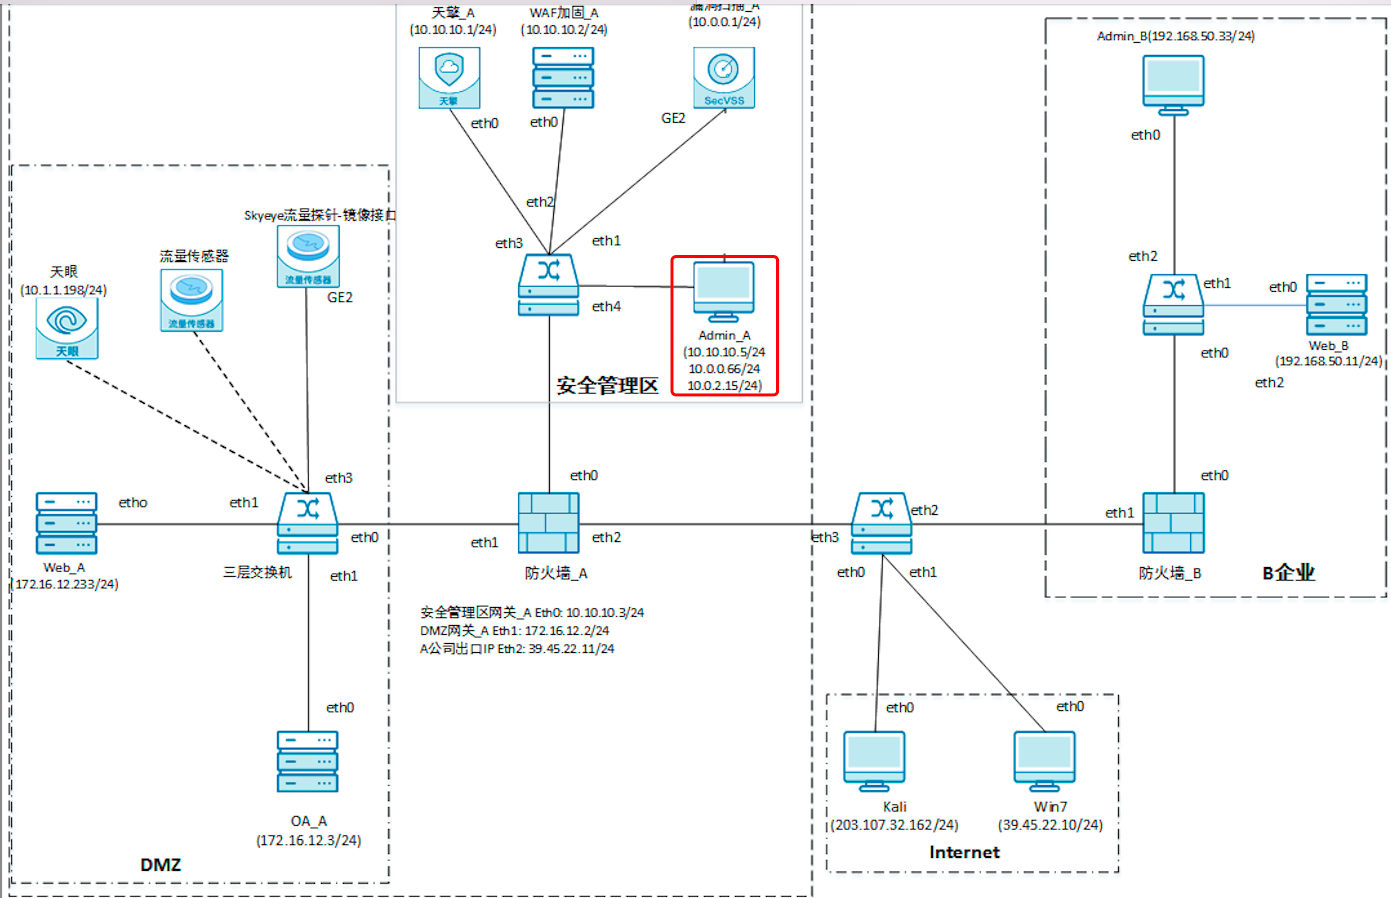 天擎_A
(10.10.10.1/24)
天擎
eth0
WAF加固_A
(10.10.10.2/24)
eth0
漏洞扫描_A
(10.0.0.1/24)
SecVSS
GE2
eth2
eth3
eth1
eth4
Admin_A
(10.10.10.5/24
10.0.0.66/24
10.0.2.15/24)
安全管理区
Admin_B(192.168.50.33/24)
eth0
eth2
eth1
eth0
Web_B
(192.168.50.11/24)
eth2
eth0
eth0
eth1
防火墙_B
B企业
Skyeye流量探针-镜像接口
流量传感器
GE2
流量传感器
流量传感器
天眼
(10.1.1.198/24)
天眼
eth3
etho
eth1
eth0
eth1
Web_A
(172.16.12.233/24)
三层交换机
eth0
OA_A
(172.16.12.3/24)
DMZ
eth0
eth1
eth2
防火墙_A
安全管理区网关_A Eth0: 10.10.10.3/24
DMZ网关_A Eth1: 172.16.12.2/24
A公司出口IP Eth2: 39.45.22.11/24
eth2
eth3
eth0
eth1
eth0
eth0
Kali
(203.107.32.162/24)
Win7
(39.45.22.10/24)
Internet